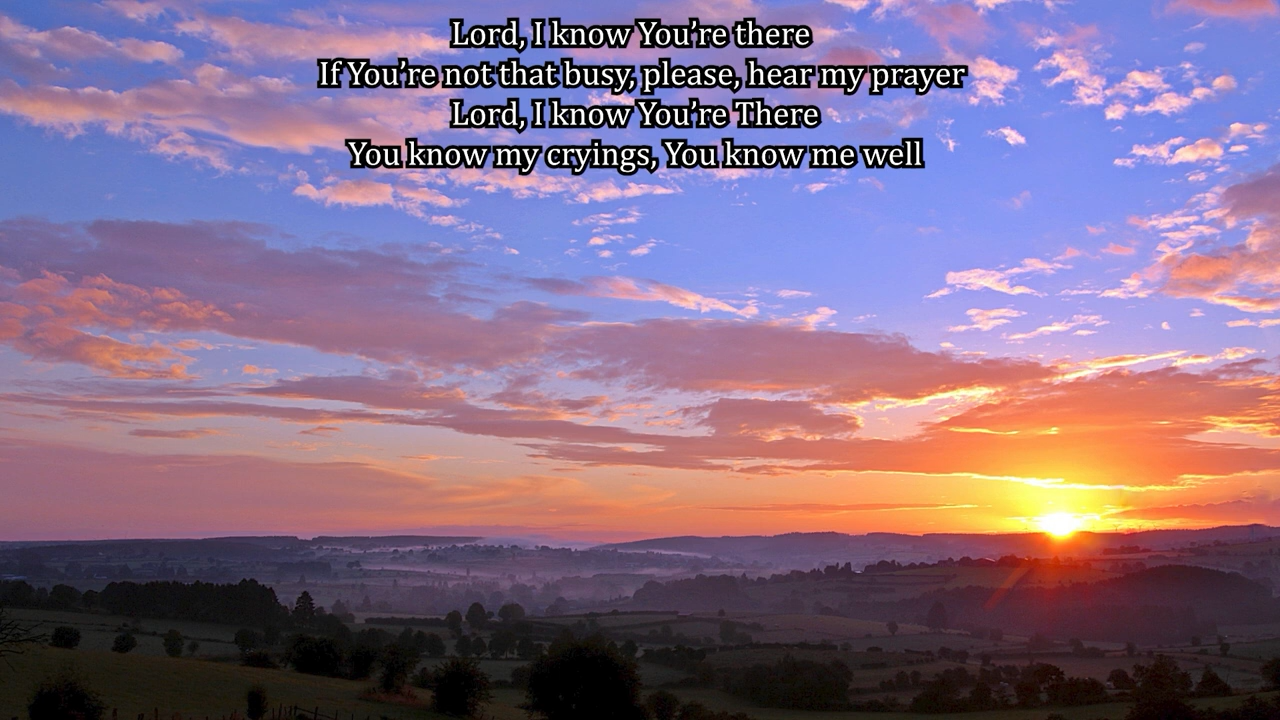 Lord, I know You’re there
If You’re not that busy, please, hear my prayer
Lord, I know You’re There
You know my cryings, You know me well